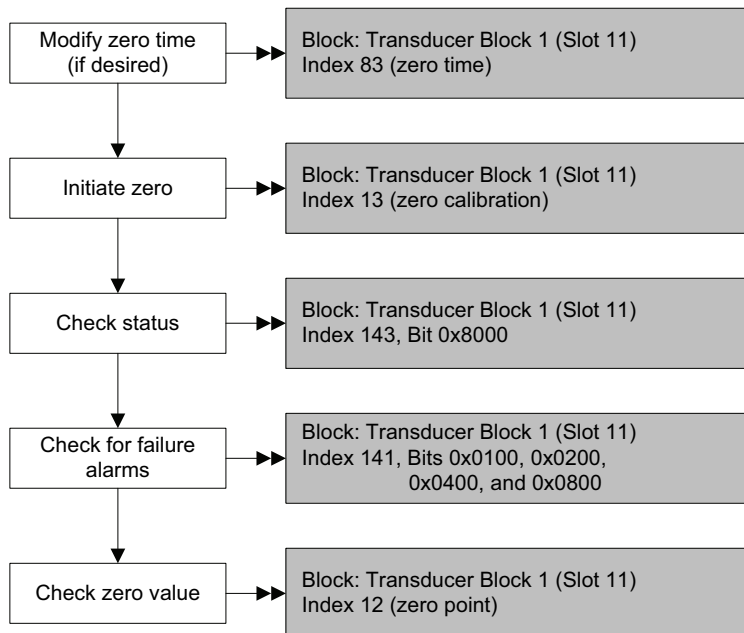 Modify zero time
(if desired)
Block: Transducer Block 1 (Slot 11)
Index 83 (zero time)
Initiate zero
Block: Transducer Block 1 (Slot 11)
Index 13 (zero calibration)
Check status
Block: Transducer Block 1 (Slot 11)
Index 143, Bit 0x8000
Check for failure
alarms
Block: Transducer Block 1 (Slot 11)
Index 141, Bits 0x0100, 0x0200,
0x0400, and 0x0800
Check zero value
Block: Transducer Block 1 (Slot 11)
Index 12 (zero point)